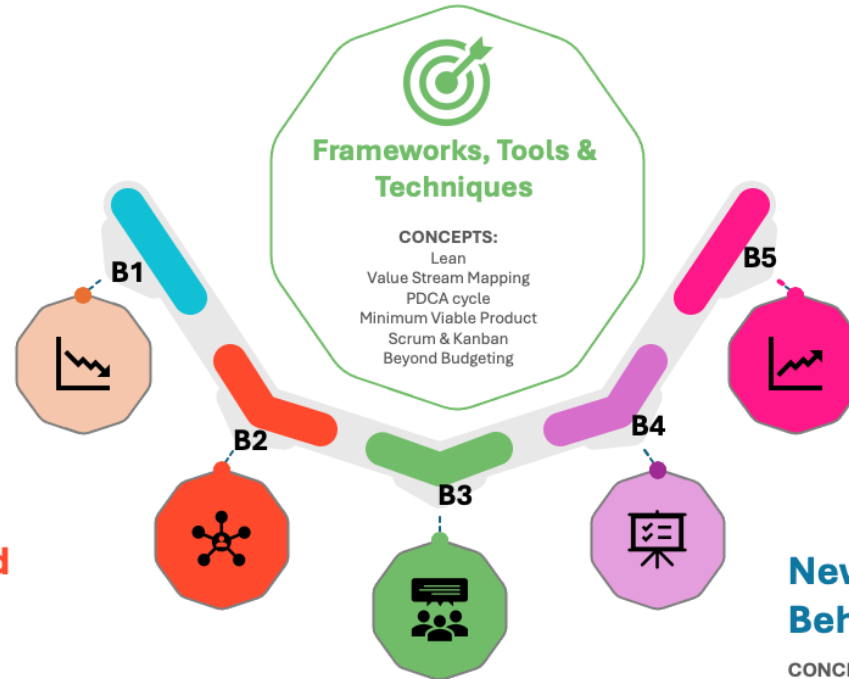 Frameworks, Tools &
Techniques
CONCEPTS:
Lean
Value Stream Mapping
PDCA cycle
Minimum Viable Product
Scrum & Kanban
Beyond Budgeting
B1
B5
B2
B4
B3